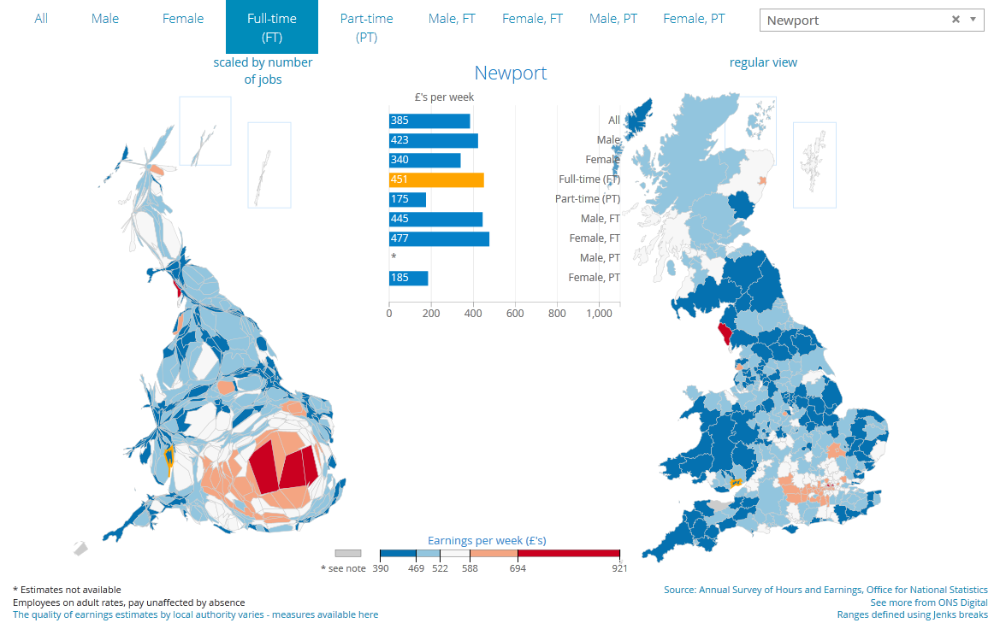 All
Male
Female
Full-time
(FT)
Part-time
(PT)
Male, FT
Female, FT
Male, PT
Female, PT
Newport
scaled by number
of jobs
Newport
regular view
£'s per week
385 All
423 Male
340 Female
451 Full-time (FT)
175 Part-time (PT)
445 Male, FT
477 Female, FT
* Male, PT
185 Female, PT
0 200 400 600 800 1,000
Earnings per week (£'s)
* see note 390 469 522 588 694 921
* Estimates not available
Employees on adult rates, pay unaffected by absence
The quality of earnings estimates by local authority varies - measures available here
Source: Annual Survey of Hours and Earnings, Office for National Statistics
See more from ONS Digital
Ranges defined using Jenks breaks